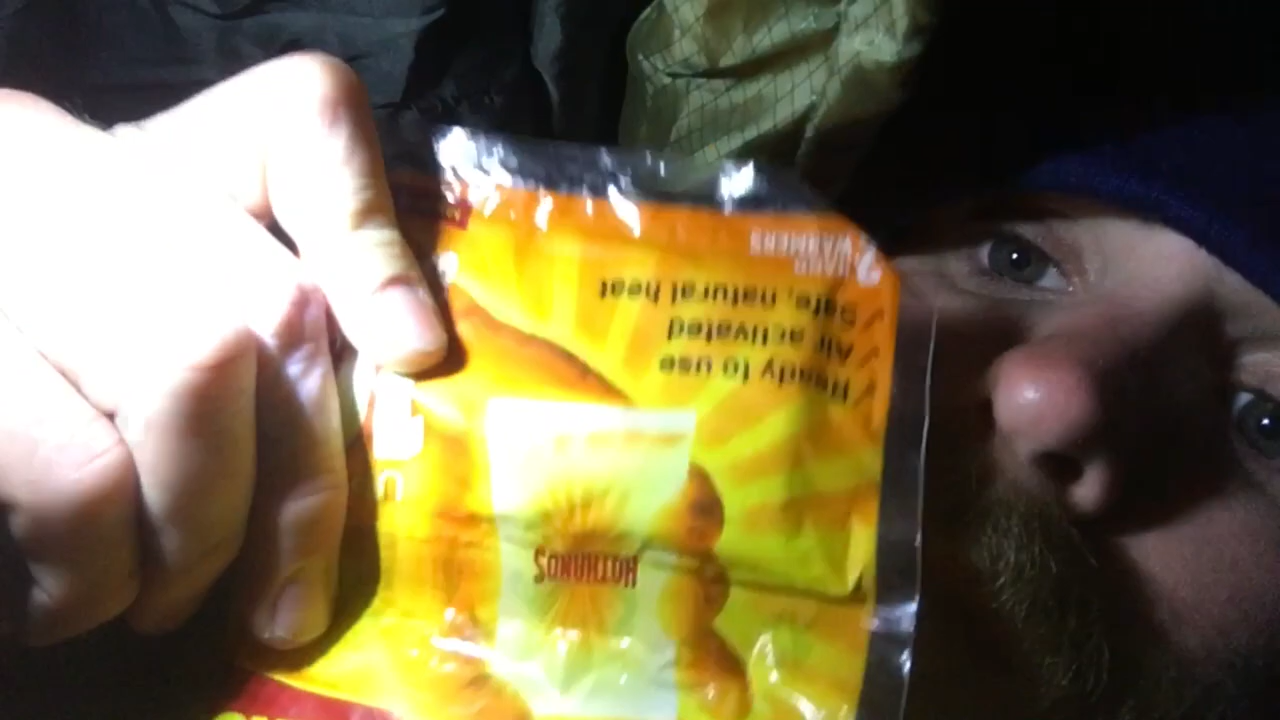 2 HAND
WARMERS
Ready to use
Air activated
Safe, natural heat
HOTHANDS